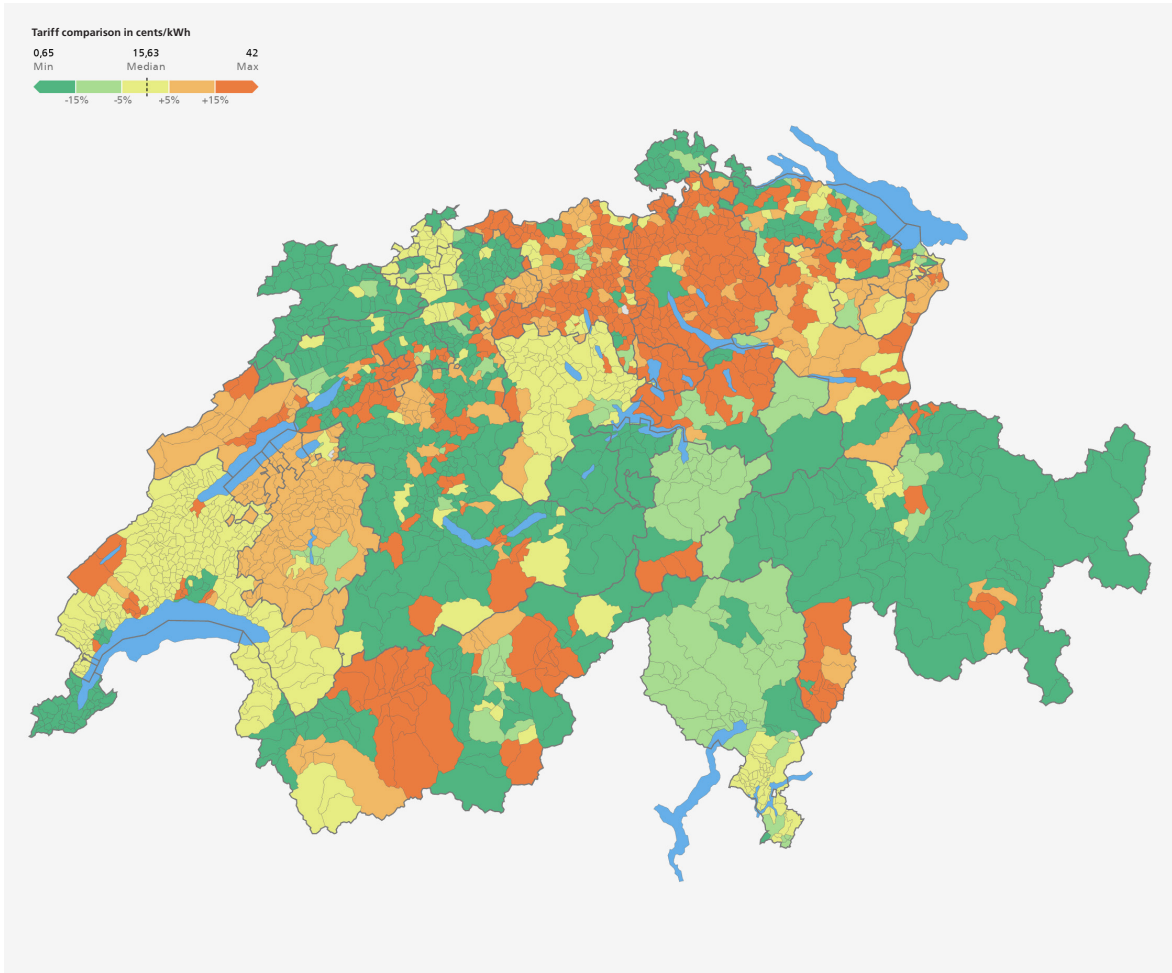 Tariff comparison in cents/kWh
0,65 15,63 42
Min Median Max
-15% -5% +5% +15%